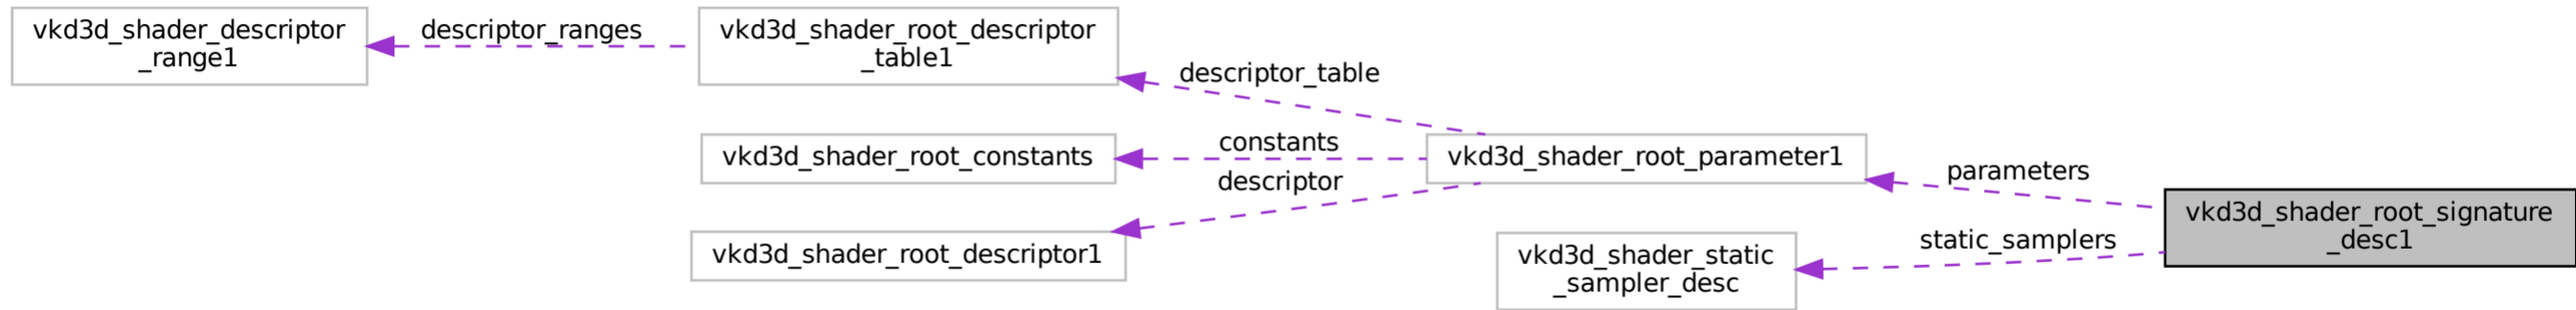 vkd3d_shader_descriptor
_range1
descriptor_ranges
vkd3d_shader_root_descriptor
_table1
descriptor_table
vkd3d_shader_root_constants
constants
descriptor
vkd3d_shader_root_parameter1
vkd3d_shader_root_descriptor1
parameters
static_samplers
vkd3d_shader_static
_sampler_desc
vkd3d_shader_root_signature
_desc1